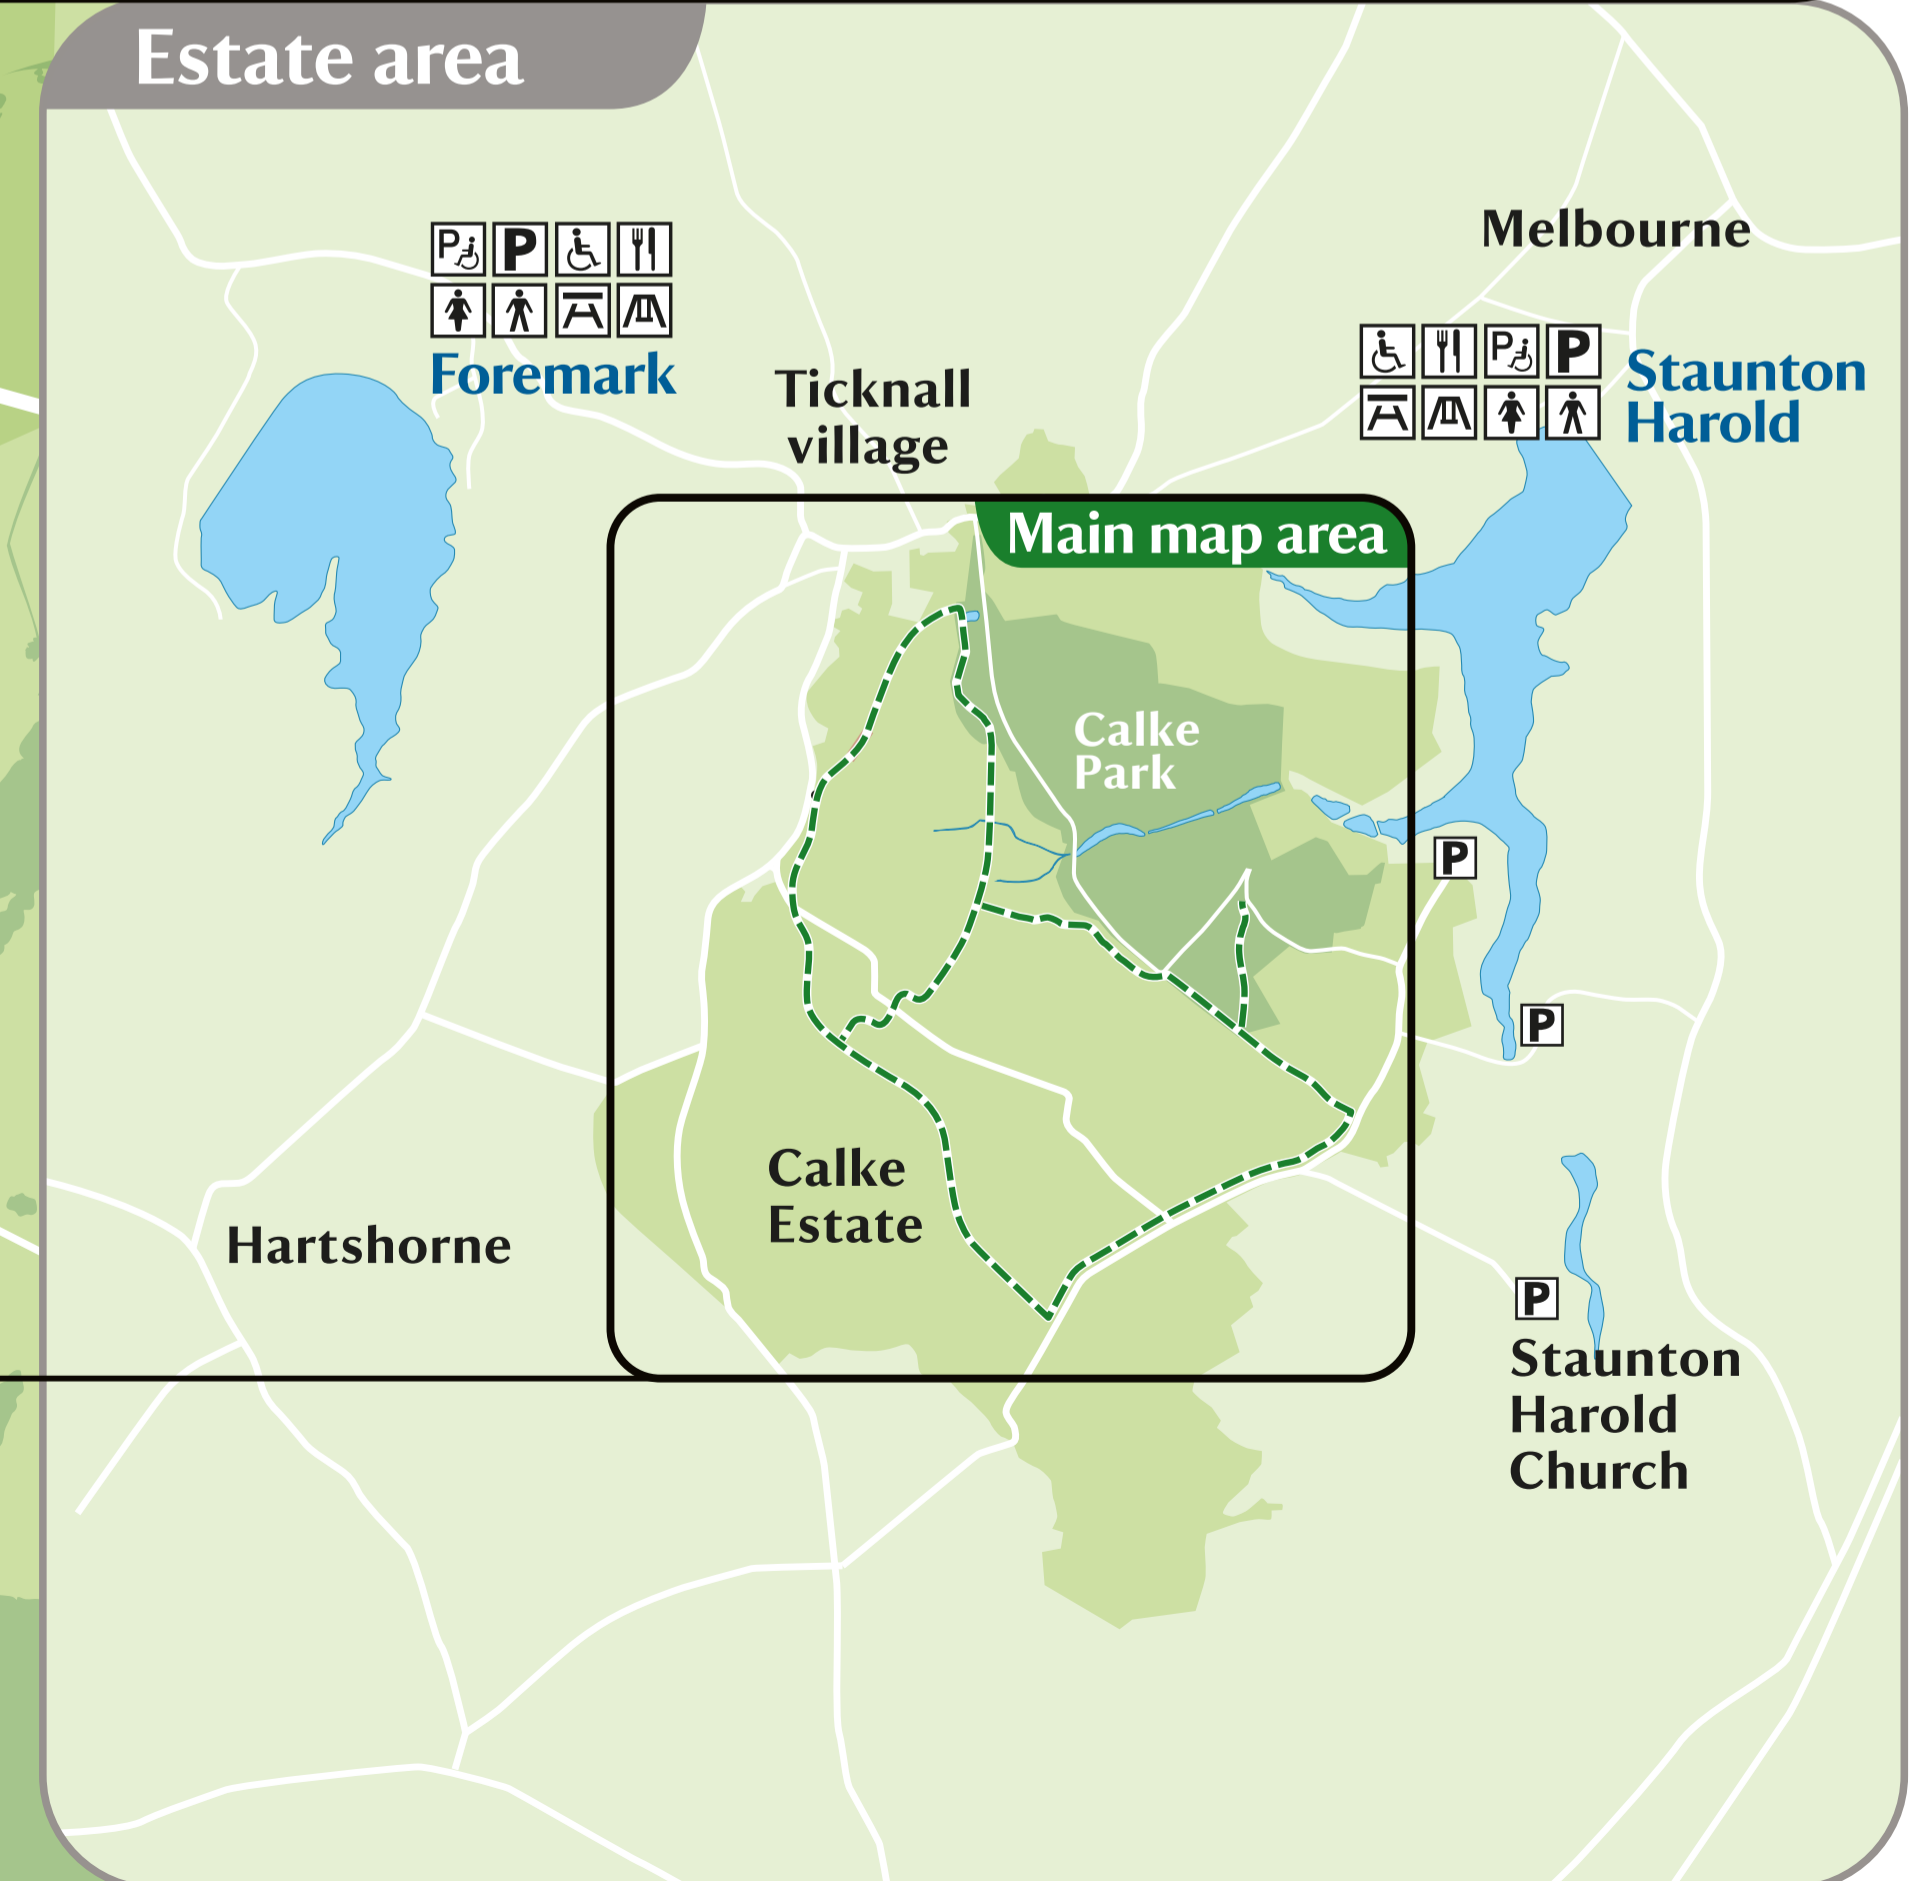 Estate area
Melbourne
P P
Foremark
P P
Staunton
Harold
Ticknall
village
Main map area
Calke
Park
P
P
Calke
Estate
Hartshorne
P
Staunton
Harold
Church